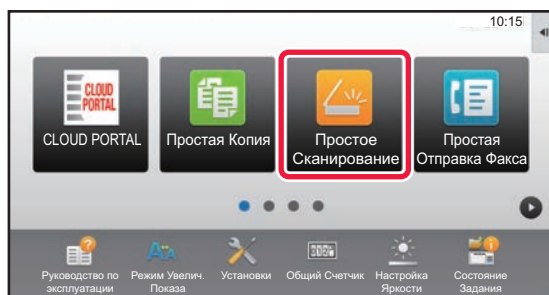 10:15
CLOUD
PORTAL
CLOUD PORTAL
Простая Копия
Простое
Сканирование
Простая
Отправка Факса
Руководство по
эксплуатации
Режим Увелич.
Показа
Установки
Общий Счетчик
Настройка
Яркости
Состояние
Задания